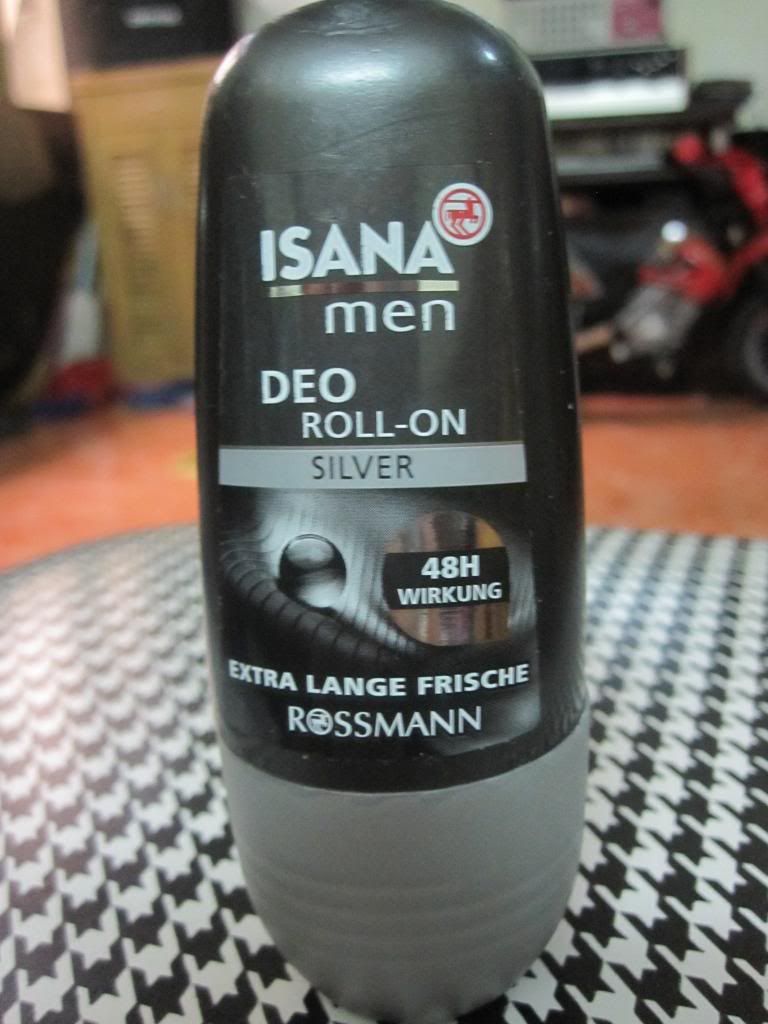 ISANA
men
DEO
ROLL-ON
SILVER
48H
WIRKUNG
EXTRA LANGE FRISCHE
ROSSMANN